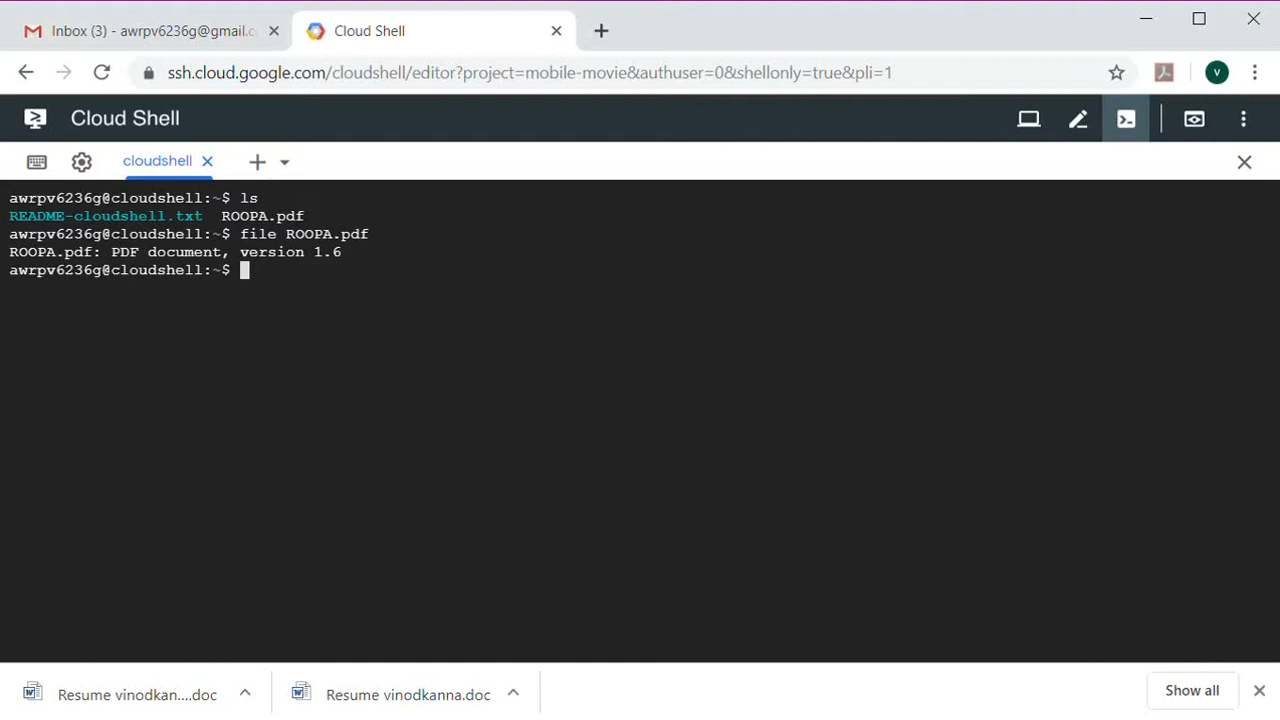 Inbox (3) - awrpv6236g@gmail.c
Cloud Shell
ssh.cloud.google.com/cloudshell/editor?project=mobile-movie&authuser=0&shellonly=true&pli=1
V
Cloud Shell
cloudshell
awrpv6236g@cloudshell:~$ ls
README-cloudshell.txt  ROOPA.pdf
awrpv6236g@cloudshell:~$ file ROOPA.pdf
ROOPA.pdf: PDF document, version 1.6
awrpv6236g@cloudshell:~$
Resume vinodkan....doc
Resume vinodkanna.doc
Show all